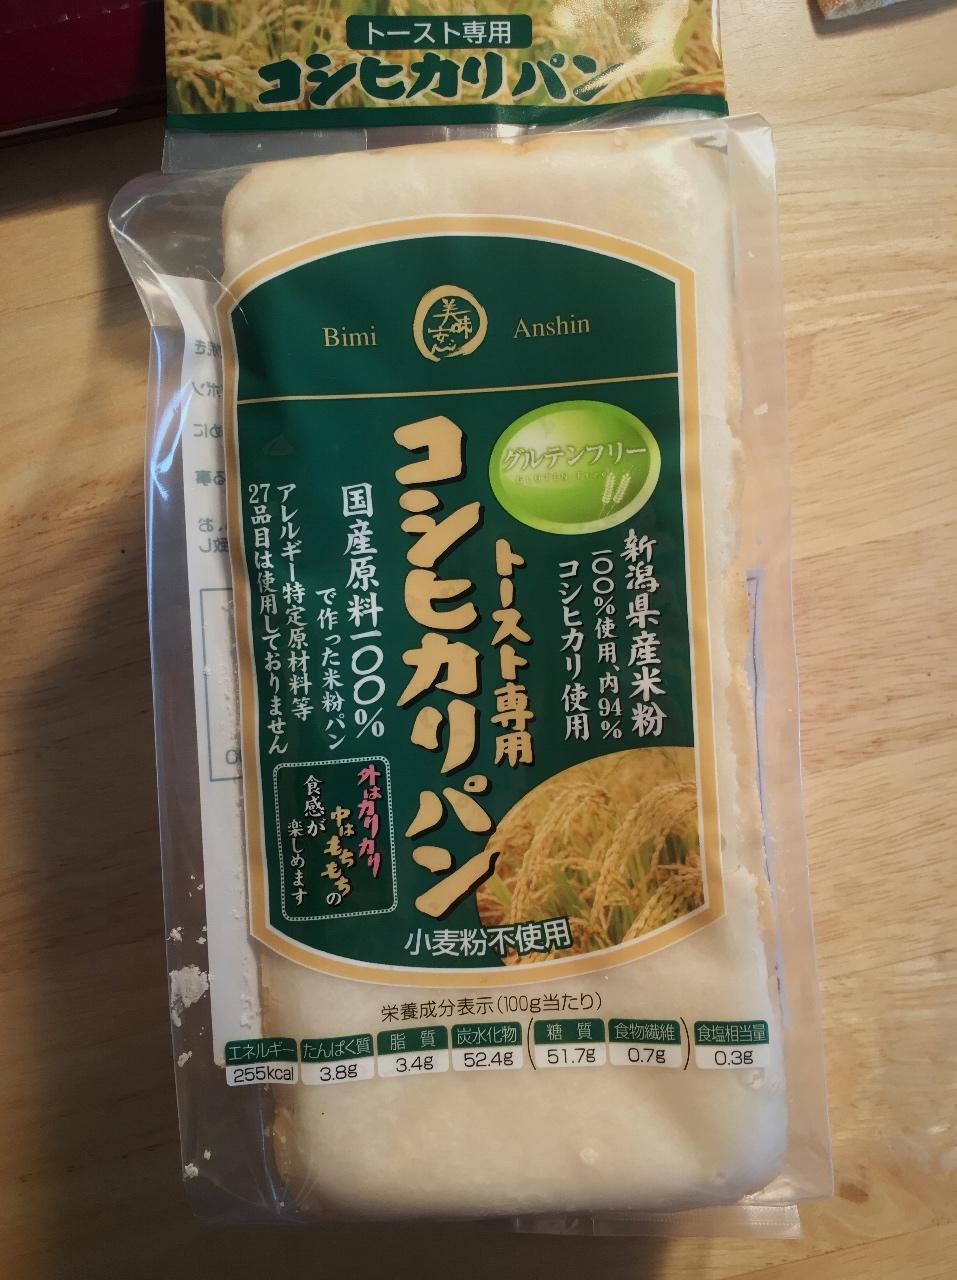 トースト専用
コシヒカリパン
Bimi
美味安心
Anshin
グルテンフリー
GLUTEN FREE
新潟県産米粉
一〇〇%使用、内94%
コシヒカリ使用
トースト専用
コシヒカリパン
国産原料一〇〇%
で作った米粉パン
アレルギー特定原材料等
27品目は使用しておりません
外はカリカリ
中はもちもちの
食感が
楽しめます
小麦粉不使用
栄養成分表示(100g当たり)
エネルギー たんぱく質 脂質 炭水化物 (糖質 食物繊維) 食塩相当量
255kcal 3.8g 3.4g 52.4g 51.7g 0.7g 0.3g